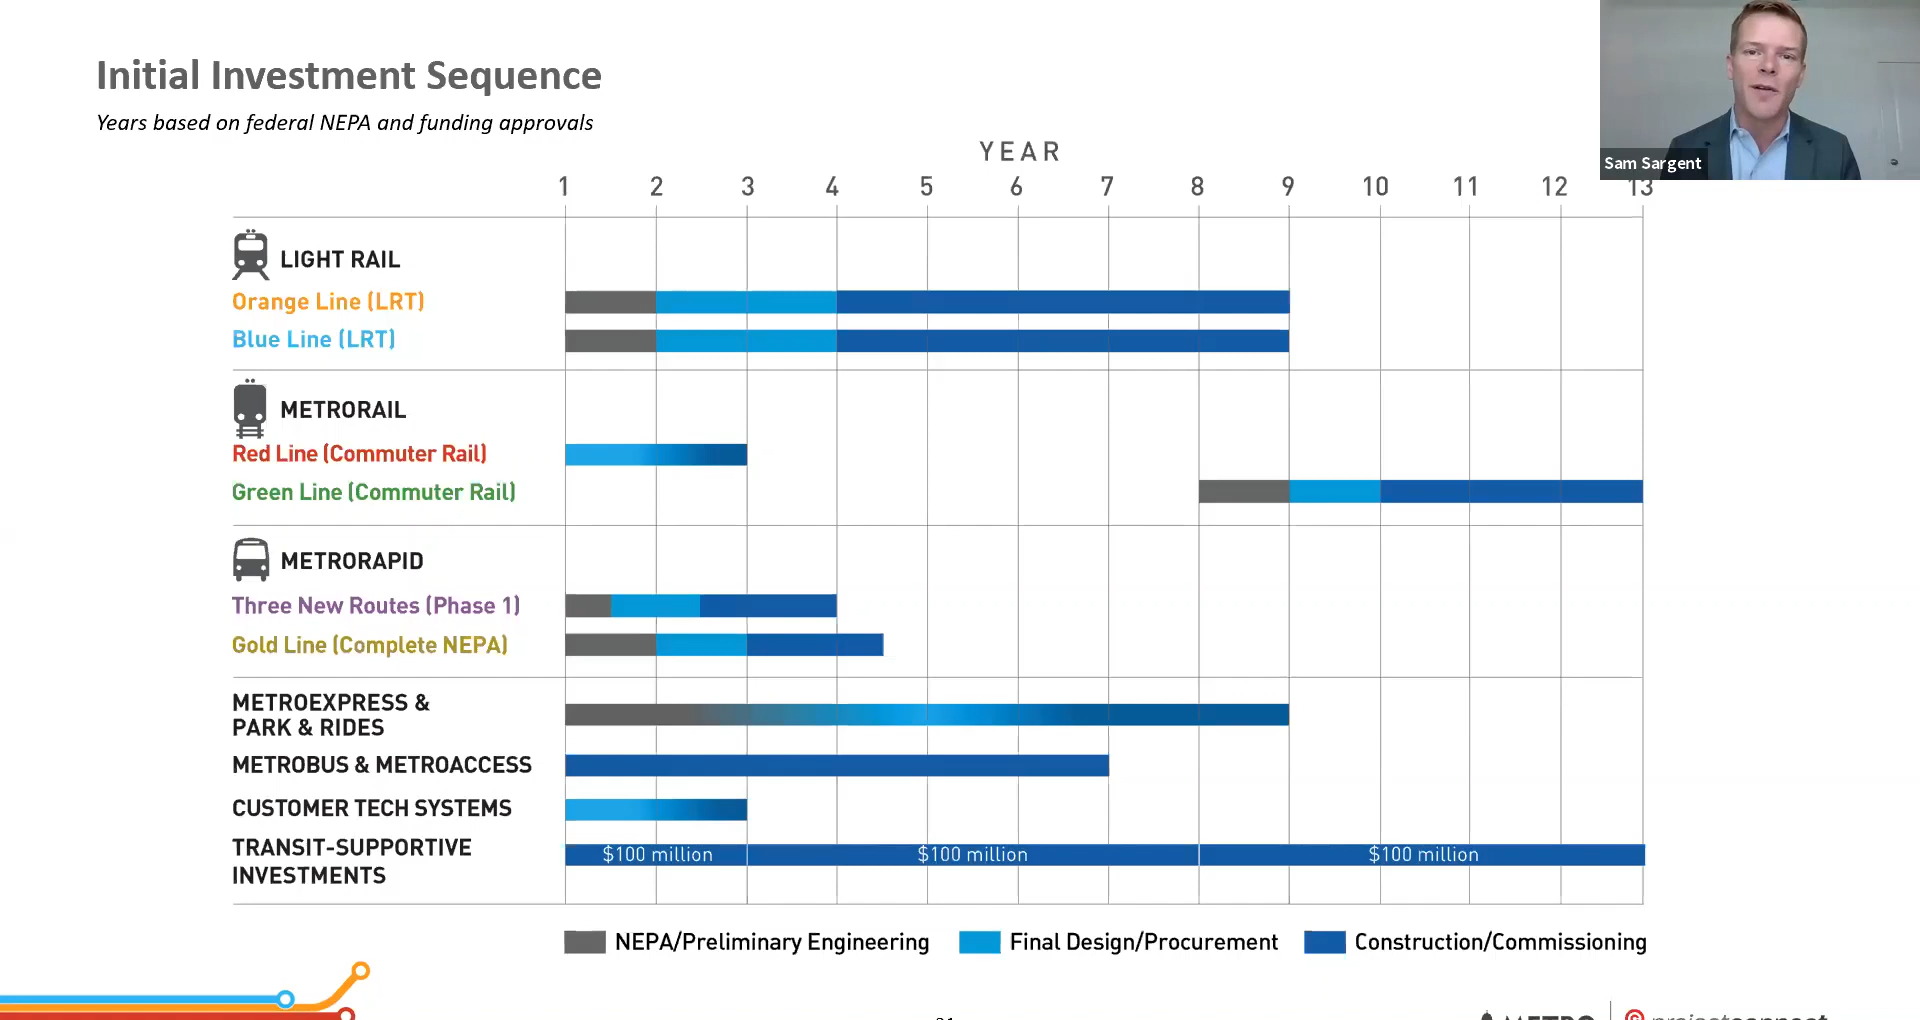 Initial Investment Sequence
Years based on federal NEPA and funding approvals
Sam Sargent
YEAR
1 2 3 4 5 6 7 8 9 10 11 12 13
LIGHT RAIL
Orange Line (LRT)
Blue Line (LRT)
METRORAIL
Red Line (Commuter Rail)
Green Line (Commuter Rail)
METRORAPID
Three New Routes (Phase 1)
Gold Line (Complete NEPA)
METROEXPRESS &
PARK & RIDES
METROBUS & METROACCESS
CUSTOMER TECH SYSTEMS
TRANSIT-SUPPORTIVE
INVESTMENTS
$100 million $100 million $100 million
NEPA/Preliminary Engineering Final Design/Procurement Construction/Commissioning
METRO projectconnect